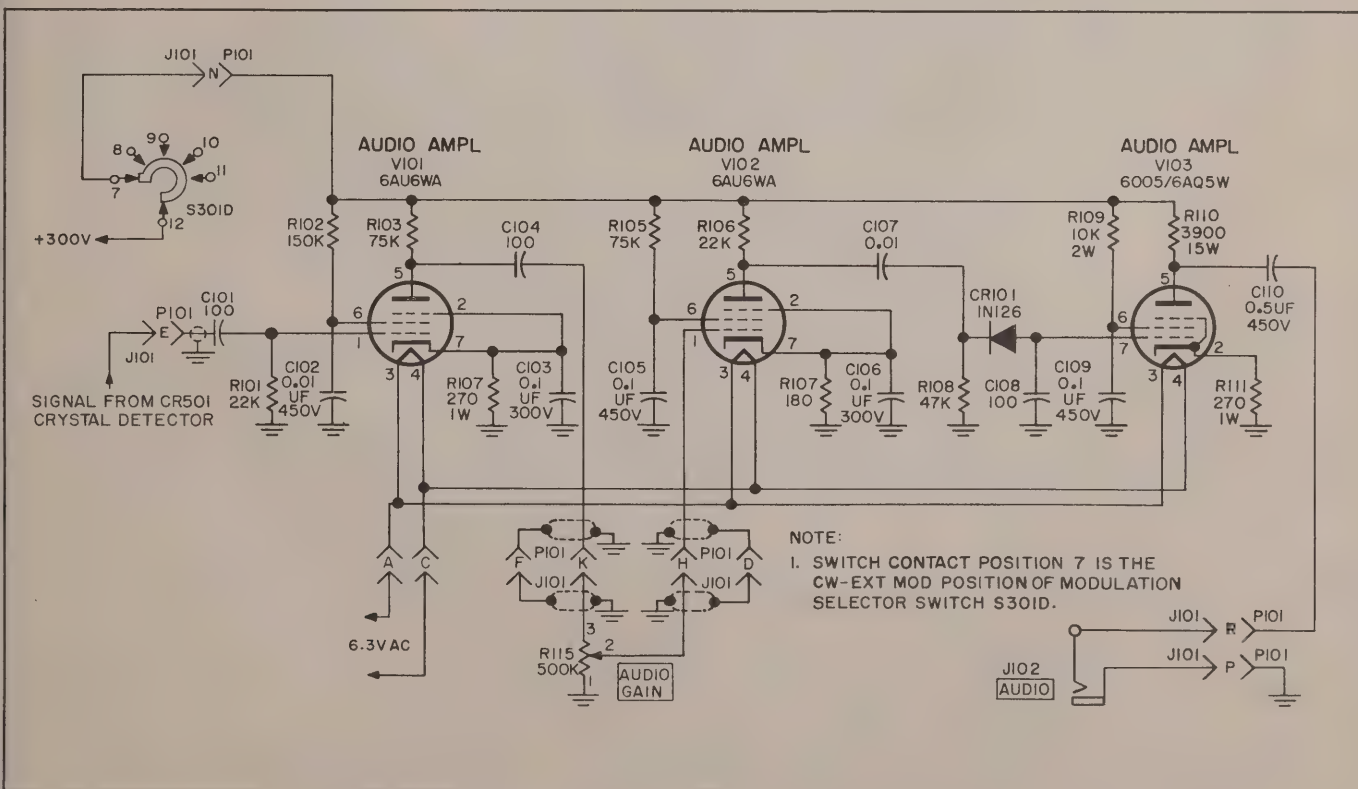 J101 P101
N
8
9
10
11
7
12
S301D
+300V
AUDIO AMPL
V101
6AU6WA
AUDIO AMPL
V102
6AU6WA
AUDIO AMPL
V103
6005/6AQ5W
R102
150K
R103
75K
C104
100
R105
75K
R106
22K
C107
0.01
R109
10K
2W
R110
3900
15W
C110
0.5UF
450V
P101
E
J101
C101
100
SIGNAL FROM CR501
CRYSTAL DETECTOR
R101
22K
C102
0.01
UF
450V
5
6
1
2
7
3
4
R107
270
1W
C103
0.1
UF
300V
C105
0.1
UF
450V
5
6
1
2
7
3
4
R107
180
C106
0.1
UF
300V
CR101
1N126
R108
47K
C108
100
C109
0.1
UF
450V
5
6
7
2
3
4
R111
270
1W
A
C
6.3V AC
F
P101
K
J101
H
P101
D
J101
3
2
1
R115
500K
AUDIO
GAIN
NOTE:
1. SWITCH CONTACT POSITION 7 IS THE
CW-EXT MOD POSITION OF MODULATION
SELECTOR SWITCH S301D.
J101 R P101
J101 P P101
J102
AUDIO